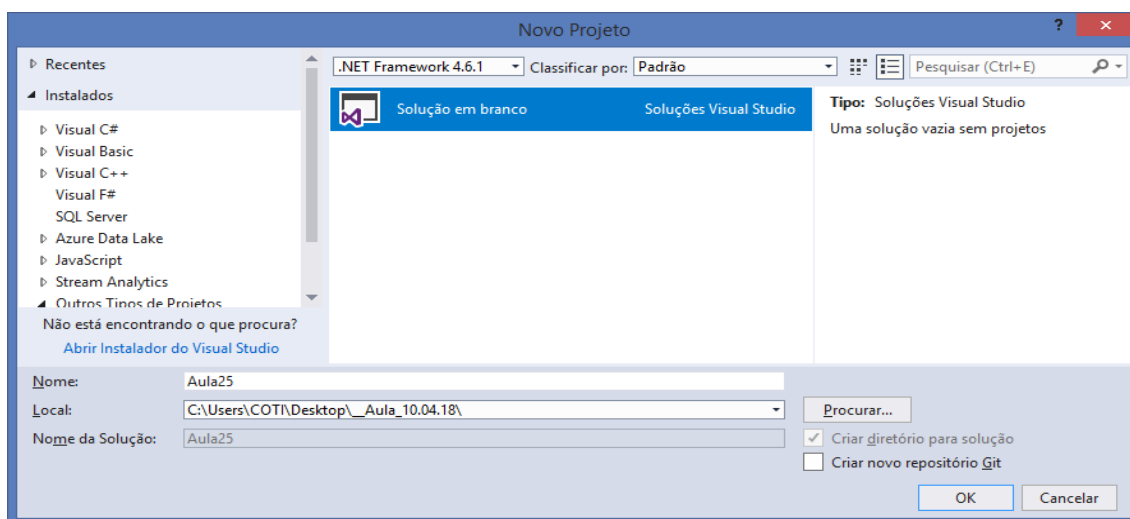 Novo Projeto
?
Recentes
Instalados
Visual C#
Visual Basic
Visual C++
Visual F#
SQL Server
Azure Data Lake
JavaScript
Stream Analytics
Outros Tipos de Projetos
Não está encontrando o que procura?
Abrir Instalador do Visual Studio
.NET Framework 4.6.1 Classificar por: Padrão
Pesquisar (Ctrl+E)
Solução em branco Soluções Visual Studio
Tipo: Soluções Visual Studio
Uma solução vazia sem projetos
Nome: Aula25
Local: C:\Users\COTI\Desktop\__Aula_10.04.18\ Procurar...
Nome da Solução: Aula25
Criar diretório para solução
Criar novo repositório Git
OK Cancelar